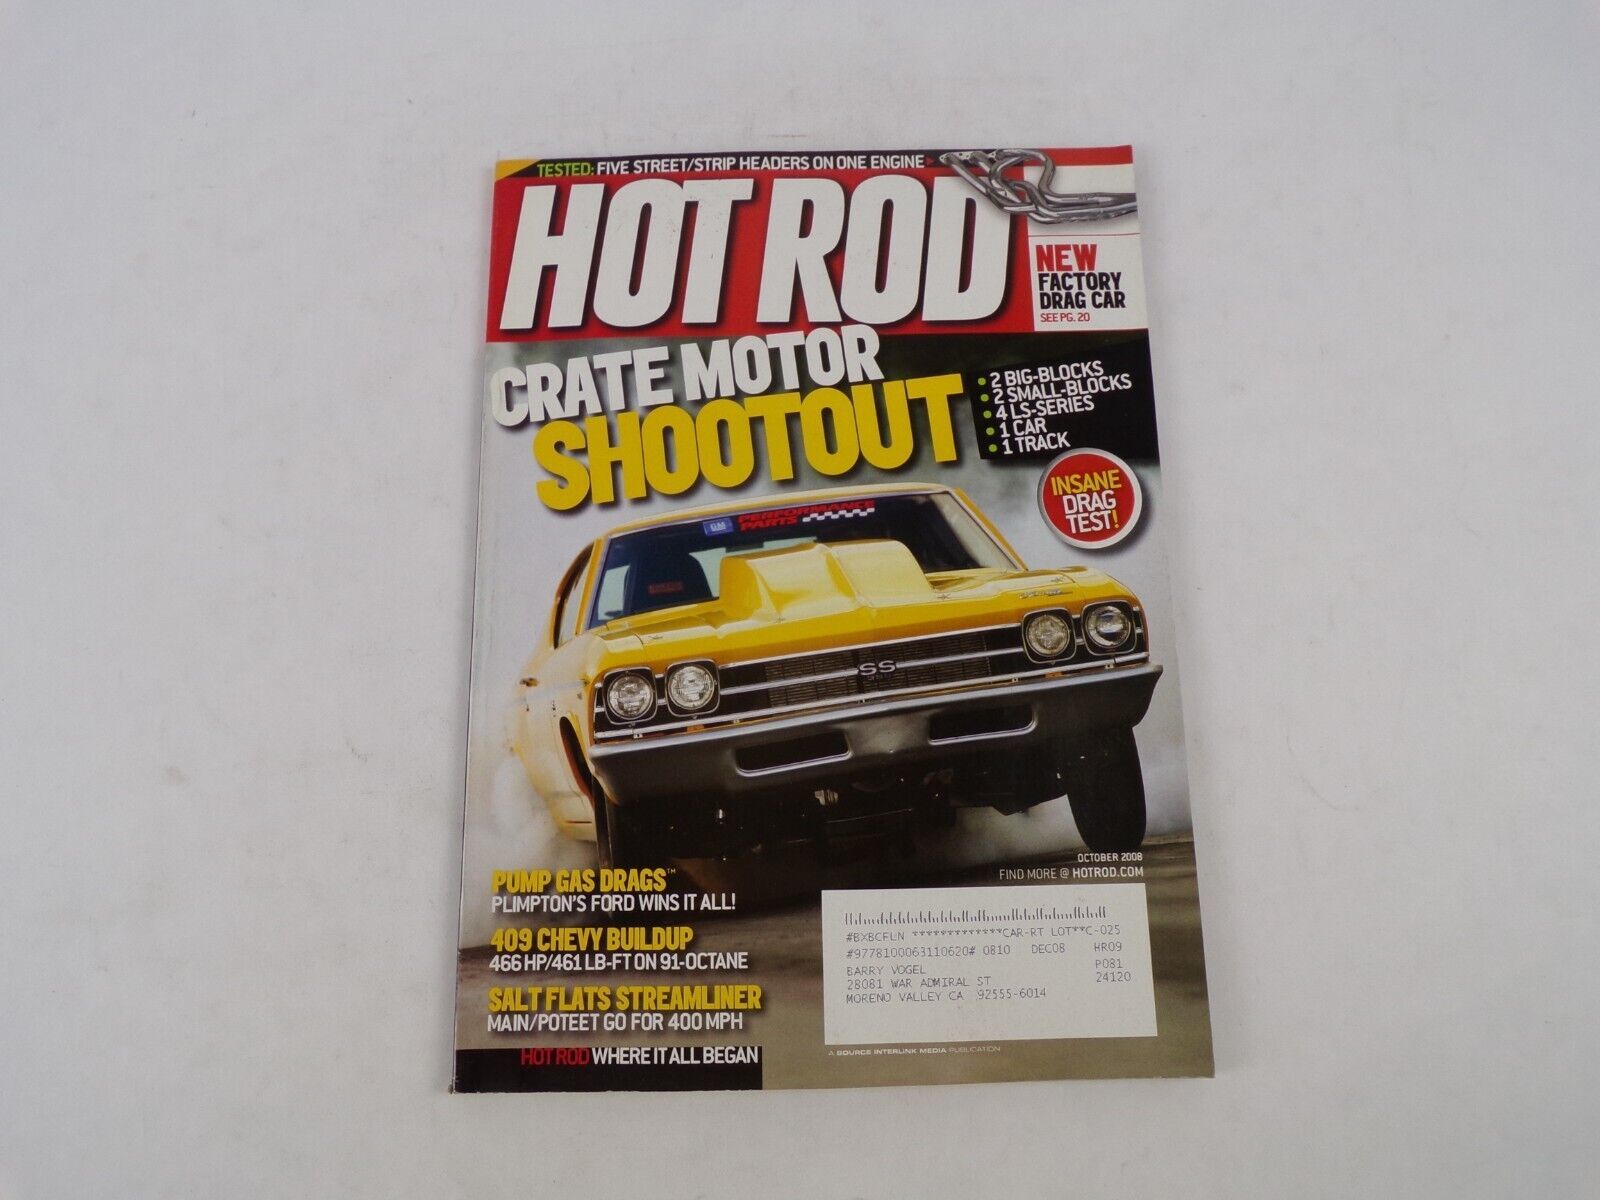 TESTED: FIVE STREET/STRIP HEADERS ON ONE ENGINE
HOT ROD
NEW
FACTORY
DRAG CAR
SEE PG. 20
CRATE MOTOR
SHOOTOUT
• 2 BIG-BLOCKS
• 2 SMALL-BLOCKS
• 4 LS-SERIES
• 1 CAR
• 1 TRACK
INSANE
DRAG
TEST!
GM
PERFORMANCE
PARTS
SS
PUMP GAS DRAGS™
PLIMPTON'S FORD WINS IT ALL!
409 CHEVY BUILDUP
466 HP/461 LB-FT ON 91-OCTANE
SALT FLATS STREAMLINER
MAIN/POTEET GO FOR 400 MPH
HOT ROD WHERE IT ALL BEGAN
OCTOBER 2008
FIND MORE @ HOTROD.COM
#BXBCFLN *************CAR-RT LOT**C-025
#9778100063110620# 0810 DEC08 HR09
BARRY VOGEL P081
28081 WAR ADMIRAL ST 24120
MORENO VALLEY CA 92555-6014
A SOURCE INTERLINK MEDIA PUBLICATION